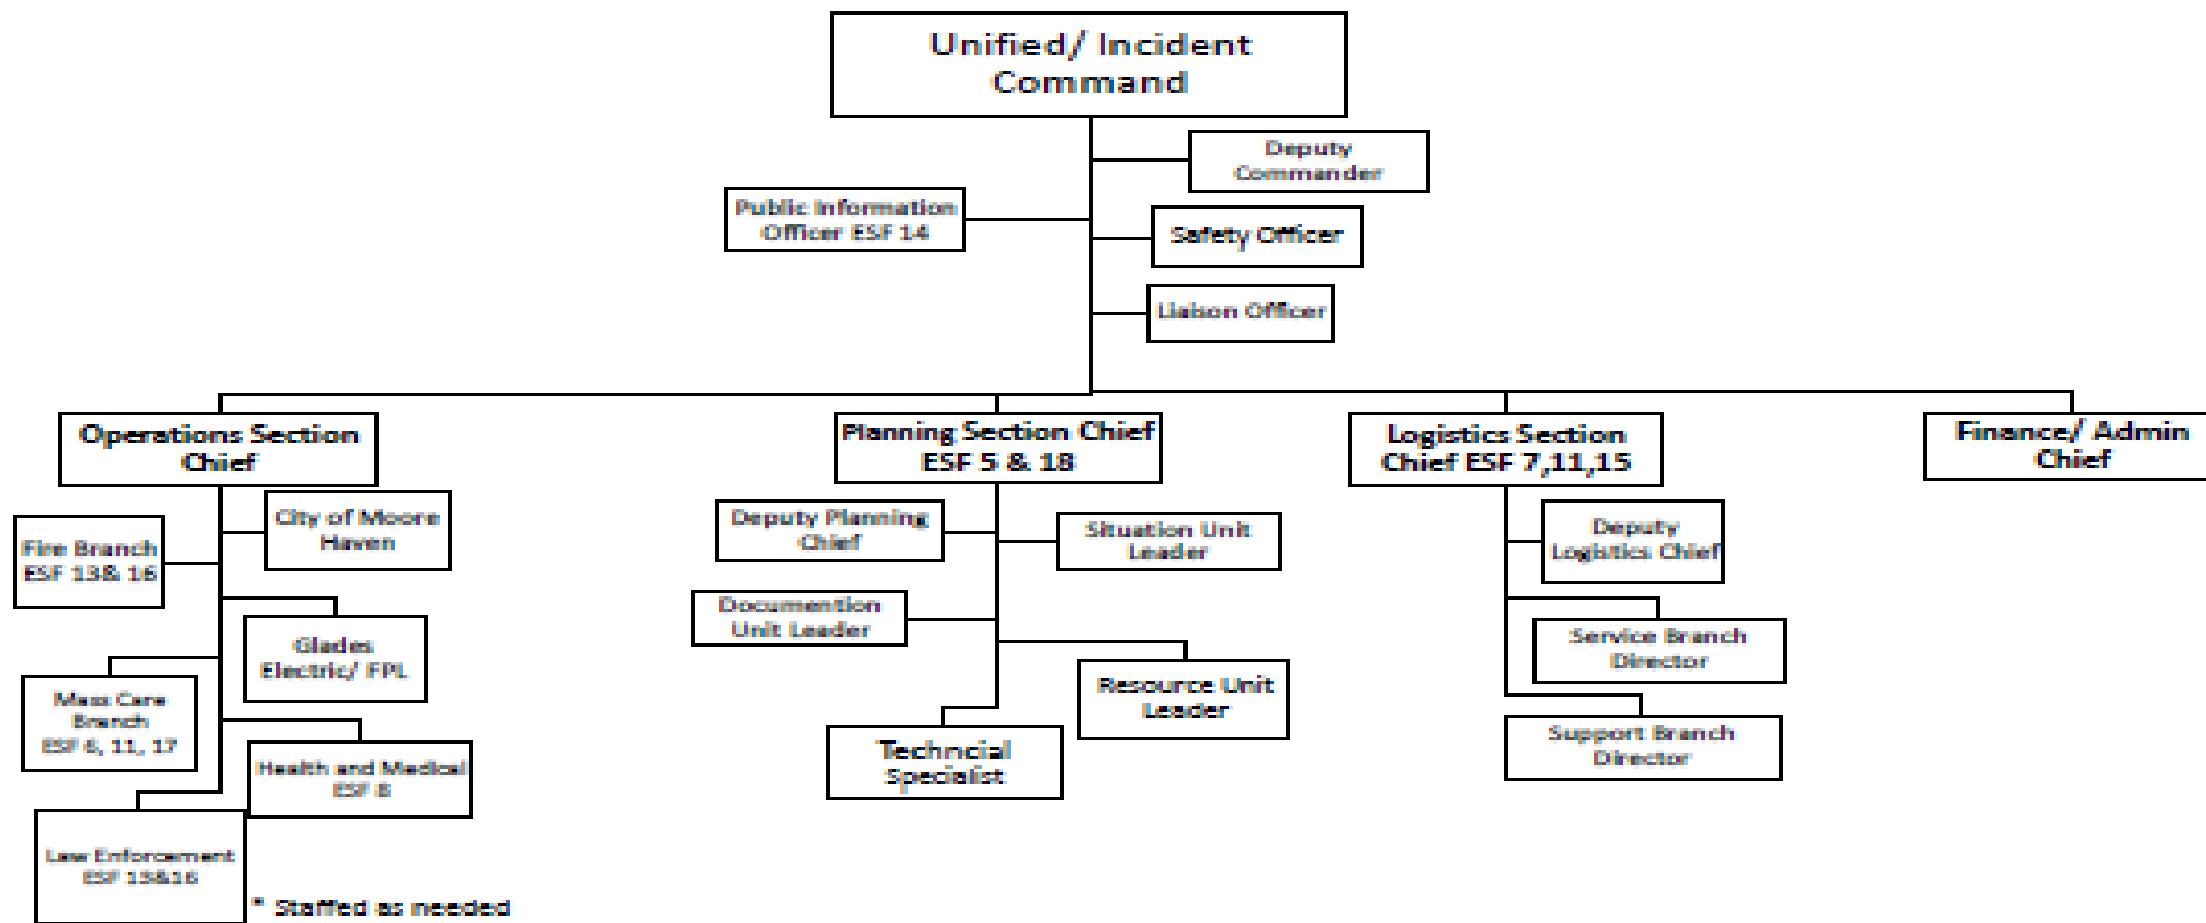 Unified/ Incident
Command
Deputy
Commander
Public Information
Officer ESF 14
Safety Officer
Liaison Officer
Operations Section
Chief
Planning Section Chief
ESF 5 & 18
Logistics Section
Chief ESF 7,11,15
Finance/ Admin
Chief
City of Moore
Haven
Fire Branch
ESF 13& 16
Glades
Electric/ FPL
Mass Care
Branch
ESF 6, 11, 17
Health and Medical
ESF 8
Law Enforcement
ESF 13&16
* Staffed as needed
Deputy Planning
Chief
Situation Unit
Leader
Documention
Unit Leader
Resource Unit
Leader
Techncial
Specialist
Deputy
Logistics Chief
Service Branch
Director
Support Branch
Director